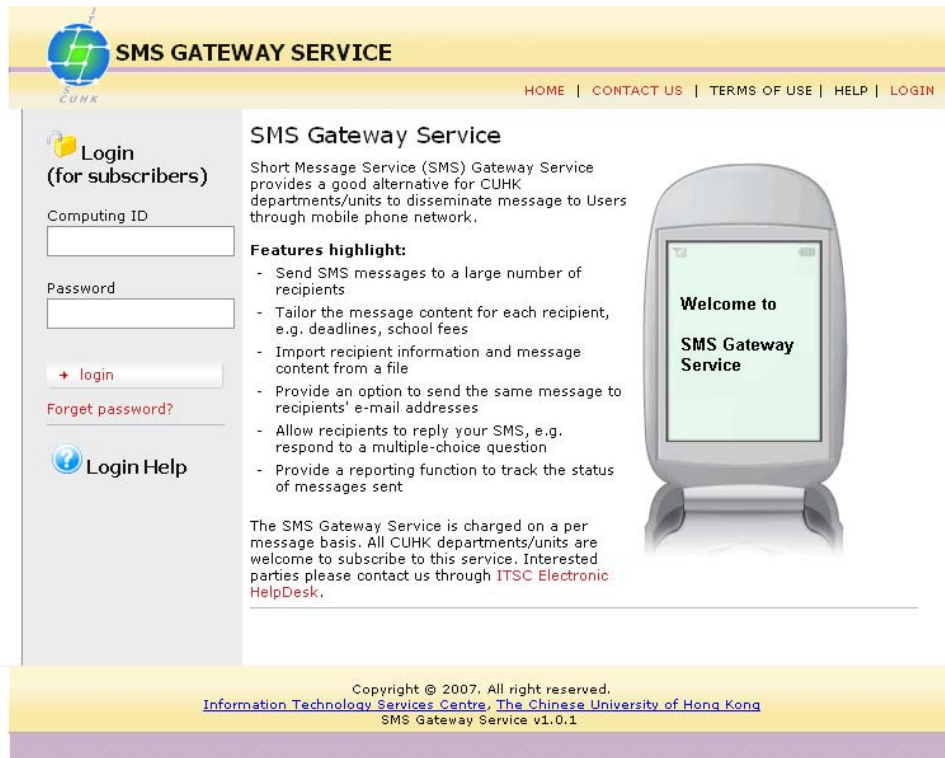 IT
SC
CUHK
SMS GATEWAY SERVICE
HOME | CONTACT US | TERMS OF USE | HELP | LOGIN
Login
(for subscribers)
Computing ID
Password
login
Forget password?
Login Help
SMS Gateway Service
Short Message Service (SMS) Gateway Service
provides a good alternative for CUHK
departments/units to disseminate message to Users
through mobile phone network.
Features highlight:
- Send SMS messages to a large number of
recipients
- Tailor the message content for each recipient,
e.g. deadlines, school fees
- Import recipient information and message
content from a file
- Provide an option to send the same message to
recipients' e-mail addresses
- Allow recipients to reply your SMS, e.g.
respond to a multiple-choice question
- Provide a reporting function to track the status
of messages sent
The SMS Gateway Service is charged on a per
message basis. All CUHK departments/units are
welcome to subscribe to this service. Interested
parties please contact us through ITSC Electronic
HelpDesk.
Welcome to
SMS Gateway
Service
Copyright © 2007. All right reserved.
Information Technology Services Centre, The Chinese University of Hong Kong
SMS Gateway Service v1.0.1